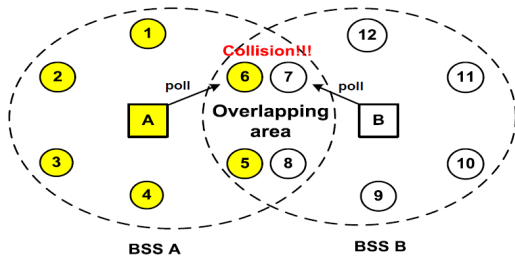 1
12
Collision!!!
2
6
7
11
poll
poll
A
Overlapping
area
B
3
5
8
10
4
9
BSS A
BSS B